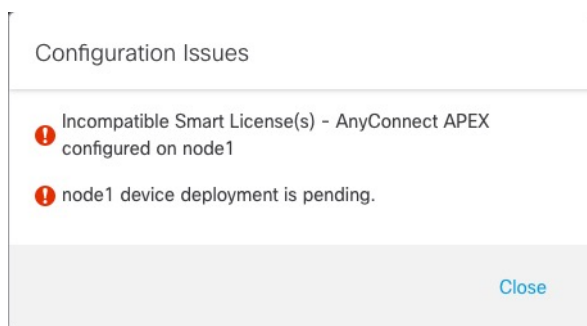 Configuration Issues
Incompatible Smart License(s) - AnyConnect APEX
configured on node1
node1 device deployment is pending.
Close